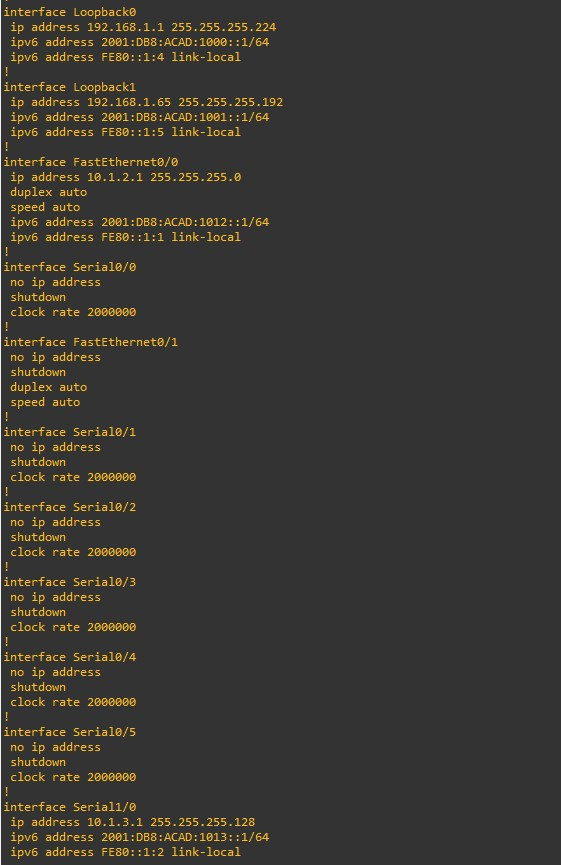 interface Loopback0
ip address 192.168.1.1 255.255.255.224
ipv6 address 2001:DB8:ACAD:1000::1/64
ipv6 address FE80::1:4 link-local
!
interface Loopback1
ip address 192.168.1.65 255.255.255.192
ipv6 address 2001:DB8:ACAD:1001::1/64
ipv6 address FE80::1:5 link-local
!
interface FastEthernet0/0
ip address 10.1.2.1 255.255.255.0
duplex auto
speed auto
ipv6 address 2001:DB8:ACAD:1012::1/64
ipv6 address FE80::1:1 link-local
!
interface Serial0/0
no ip address
shutdown
clock rate 2000000
!
interface FastEthernet0/1
no ip address
shutdown
duplex auto
speed auto
!
interface Serial0/1
no ip address
shutdown
clock rate 2000000
!
interface Serial0/2
no ip address
shutdown
clock rate 2000000
!
interface Serial0/3
no ip address
shutdown
clock rate 2000000
!
interface Serial0/4
no ip address
shutdown
clock rate 2000000
!
interface Serial0/5
no ip address
shutdown
clock rate 2000000
!
interface Serial1/0
ip address 10.1.3.1 255.255.255.128
ipv6 address 2001:DB8:ACAD:1013::1/64
ipv6 address FE80::1:2 link-local